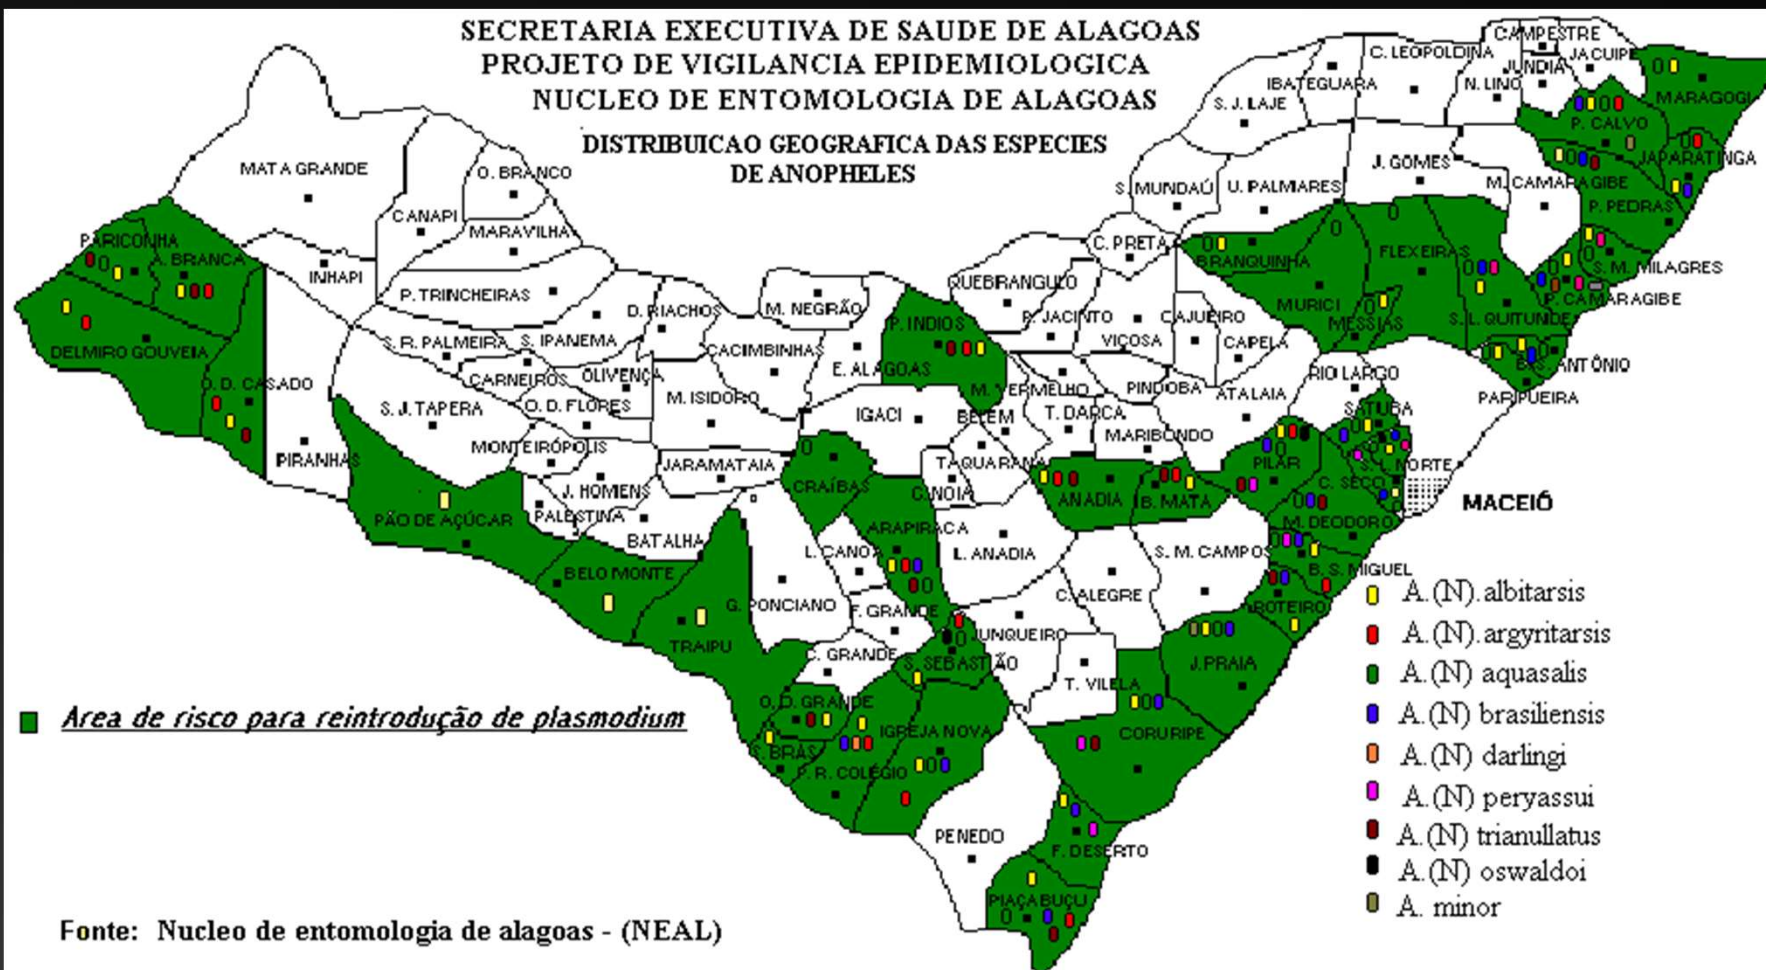 SECRETARIA EXECUTIVA DE SAUDE DE ALAGOAS
PROJETO DE VIGILANCIA EPIDEMIOLOGICA
NUCLEO DE ENTOMOLOGIA DE ALAGOAS
DISTRIBUICAO GEOGRAFICA DAS ESPECIES
DE ANOPHELES
CAMPESTRE
C. LEOPOLDINA
JACUIPE
JUNDIA
IBATEGUARA
N. LINO
S. J. LAJE
MARAGOGI
P. CALVO
JAPARATINGA
J. GOMES
M. CAMARAGIBE
S. MUNDAÚ
U. PALMARES
P. PEDRAS
MATA GRANDE
O. BRANCO
CANAPI
MARAVILHA
PARICONHA
A. BRANCA
INHAPI
C. PRETA
BRANQUINHA
FLEXEIRAS
S. M. MILAGRES
P. CAMARAGIBE
P. TRINCHEIRAS
QUEBRANGULO
MURICI
MESSIAS
S. L. QUITUNDE
D. RIACHOS
M. NEGRÃO
P. INDIOS
P. JACINTO
CAJUEIRO
VICOSA
CAPELA
DELMIRO GOUVEIA
S. R. PALMEIRA
S. IPANEMA
CACIMBINHAS
E. ALAGOAS
B. S. ANTÔNIO
RIO LARGO
PARIPUEIRA
O. D. CASADO
CARNEIROS
OLIVENÇA
M. VERMELHO
PINDOBA
ATALAIA
S. J. TAPERA
O. D. FLORES
M. ISIDORO
IGACI
BELEM
T. DARCA
SATUBA
MONTEIRÓPOLIS
MARIBONDO
PIRANHAS
JARAMATAIA
TAQUARANA
PILAR
S. L. NORTE
C. SECO
MACEIÓ
CRAÍBAS
C. NOIA
ANADIA
B. MATA
J. HOMENS
PÃO DE AÇÚCAR
PALESTINA
M. DEODORO
ARAPIRACA
BATALHA
L. CANOA
L. ANADIA
S. M. CAMPOS
B. S. MIGUEL
BELO MONTE
C. ALEGRE
ROTEIRO
G. PONCIANO
F. GRANDE
JUNQUEIRO
TRAIPU
C. GRANDE
S. SEBASTIÃO
J. PRAIA
T. VILELA
O. D. GRANDE
IGREJA NOVA
CORURIPE
S. BRAS
P. R. COLÉGIO
PENEDO
F. DESERTO
PIAÇABUÇU
A.(N).albitarsis
A.(N).argyritarsis
A.(N) aquasalis
A.(N) brasiliensis
A.(N) darlingi
A.(N) peryassui
A.(N) trianullatus
A.(N) oswaldoi
A. minor
Area de risco para reintrodução de plasmodium
Fonte: Nucleo de entomologia de alagoas - (NEAL)